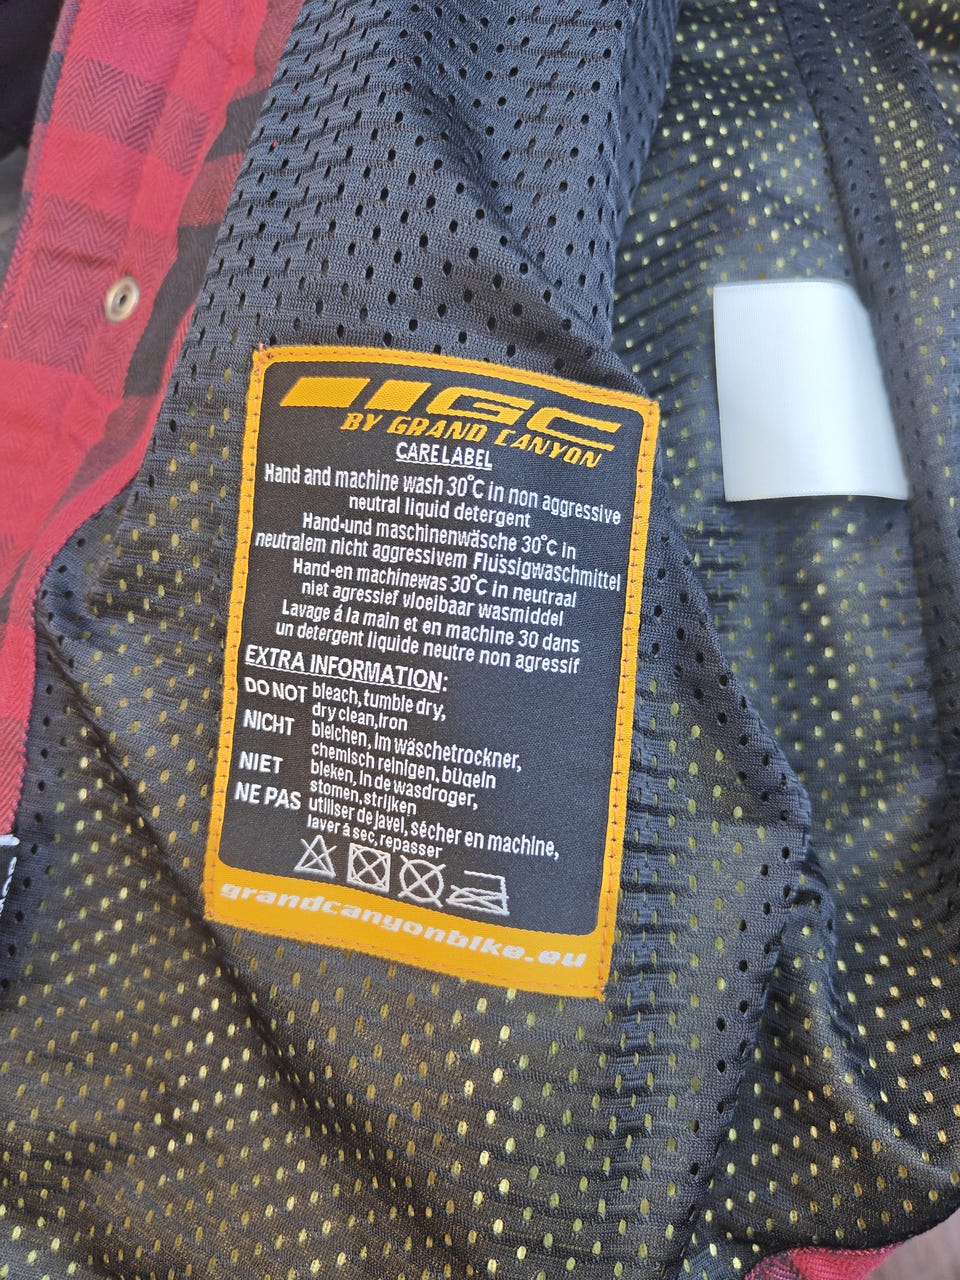 GC
BY GRAND CANYON
CARELABEL
Hand and machine wash 30°C in non aggressive
neutral liquid detergent
Hand-und maschinenwäsche 30°C in
neutralem nicht aggressivem Flüssigwaschmittel
Hand-en machinewas 30°C in neutraal
niet agressief vloeibaar wasmiddel
Lavage á la main et en machine 30 dans
un detergent liquide neutre non agressif
EXTRA INFORMATION:
DO NOT bleach, tumble dry,
dry clean, Iron
NICHT bleichen, im wäschetrockner,
chemisch reinigen, bügeln
NIET bleken, in de wasdroger,
stomen, strijken
NE PAS utiliser de javel, sécher en machine,
laver à sec, repasser
grandcanyonbike.eu